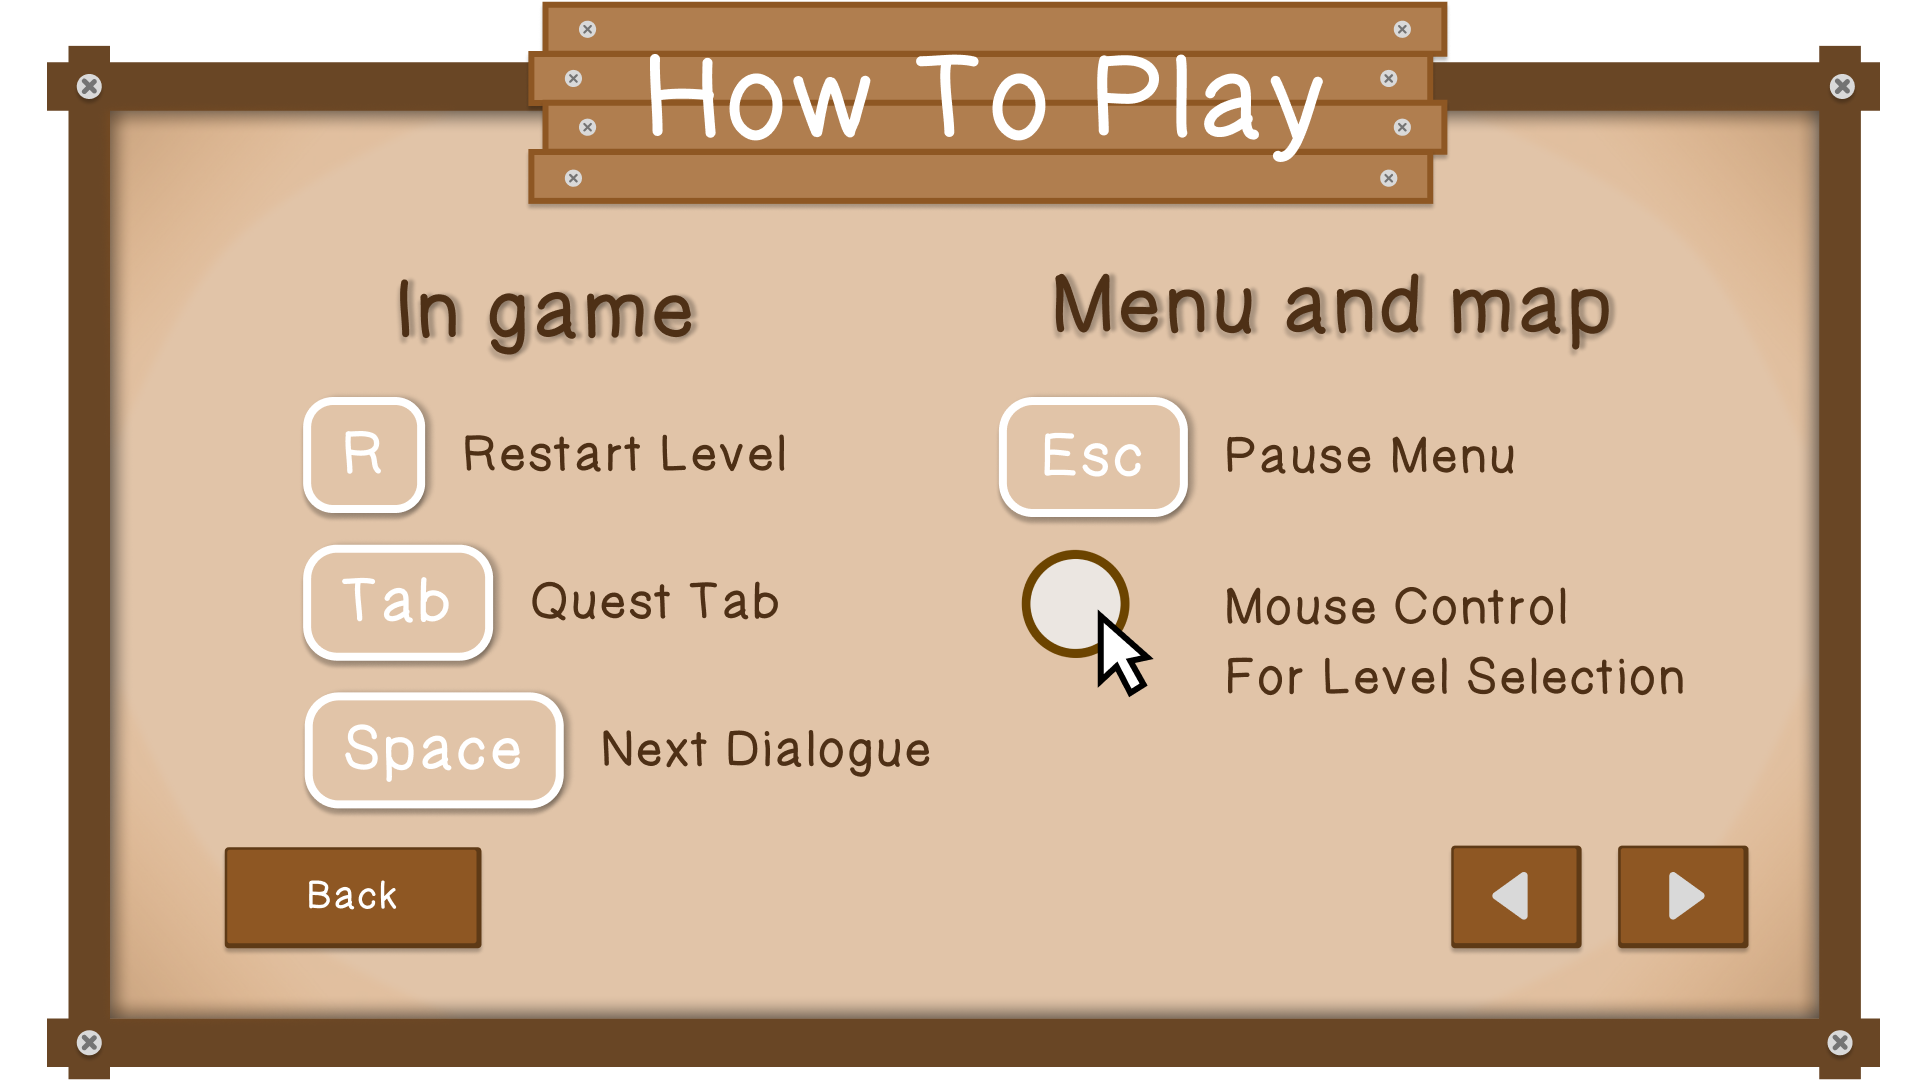 How To Play
In game
R
Restart Level
Tab
Quest Tab
Space
Next Dialogue
Menu and map
Esc
Pause Menu
Mouse Control
For Level Selection
Back